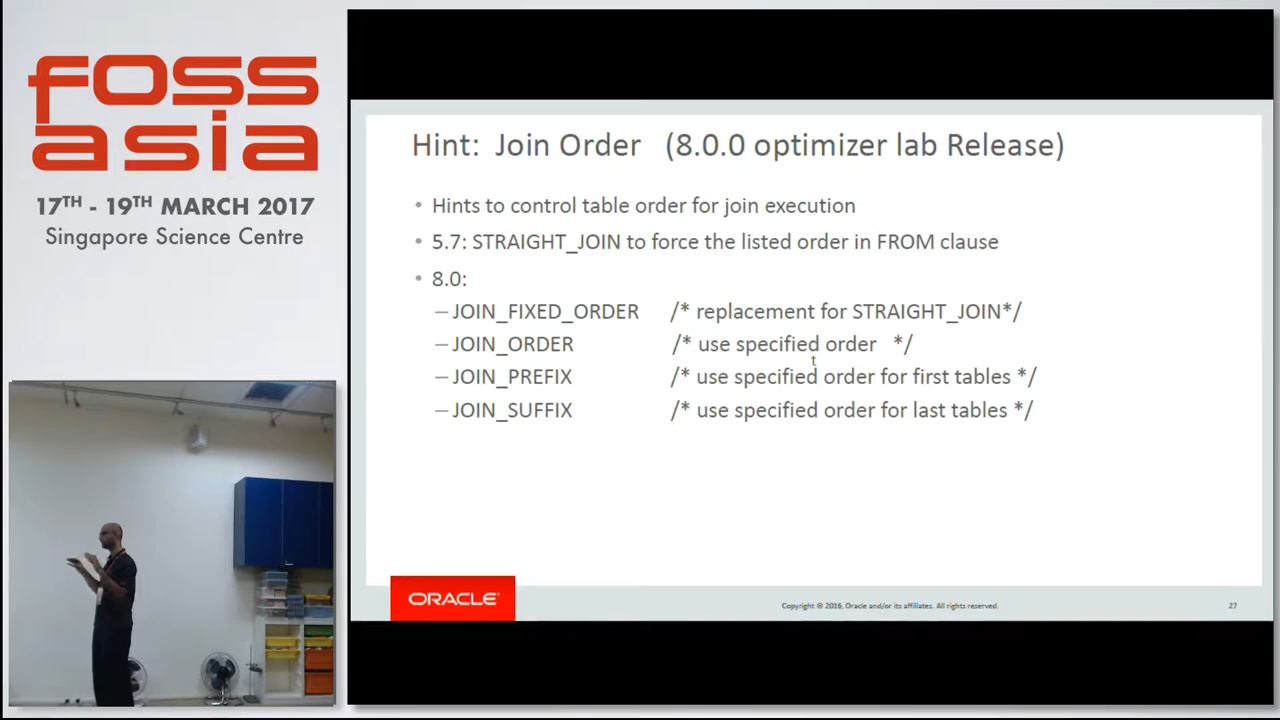 foss
asia
17TH - 19TH MARCH 2017
Singapore Science Centre
Hint: Join Order (8.0.0 optimizer lab Release)
• Hints to control table order for join execution
• 5.7: STRAIGHT_JOIN to force the listed order in FROM clause
• 8.0:
– JOIN_FIXED_ORDER /* replacement for STRAIGHT_JOIN*/
– JOIN_ORDER /* use specified order */
– JOIN_PREFIX /* use specified order for first tables */
– JOIN_SUFFIX /* use specified order for last tables */
ORACLE
Copyright © 2016, Oracle and/or its affiliates. All rights reserved.
27